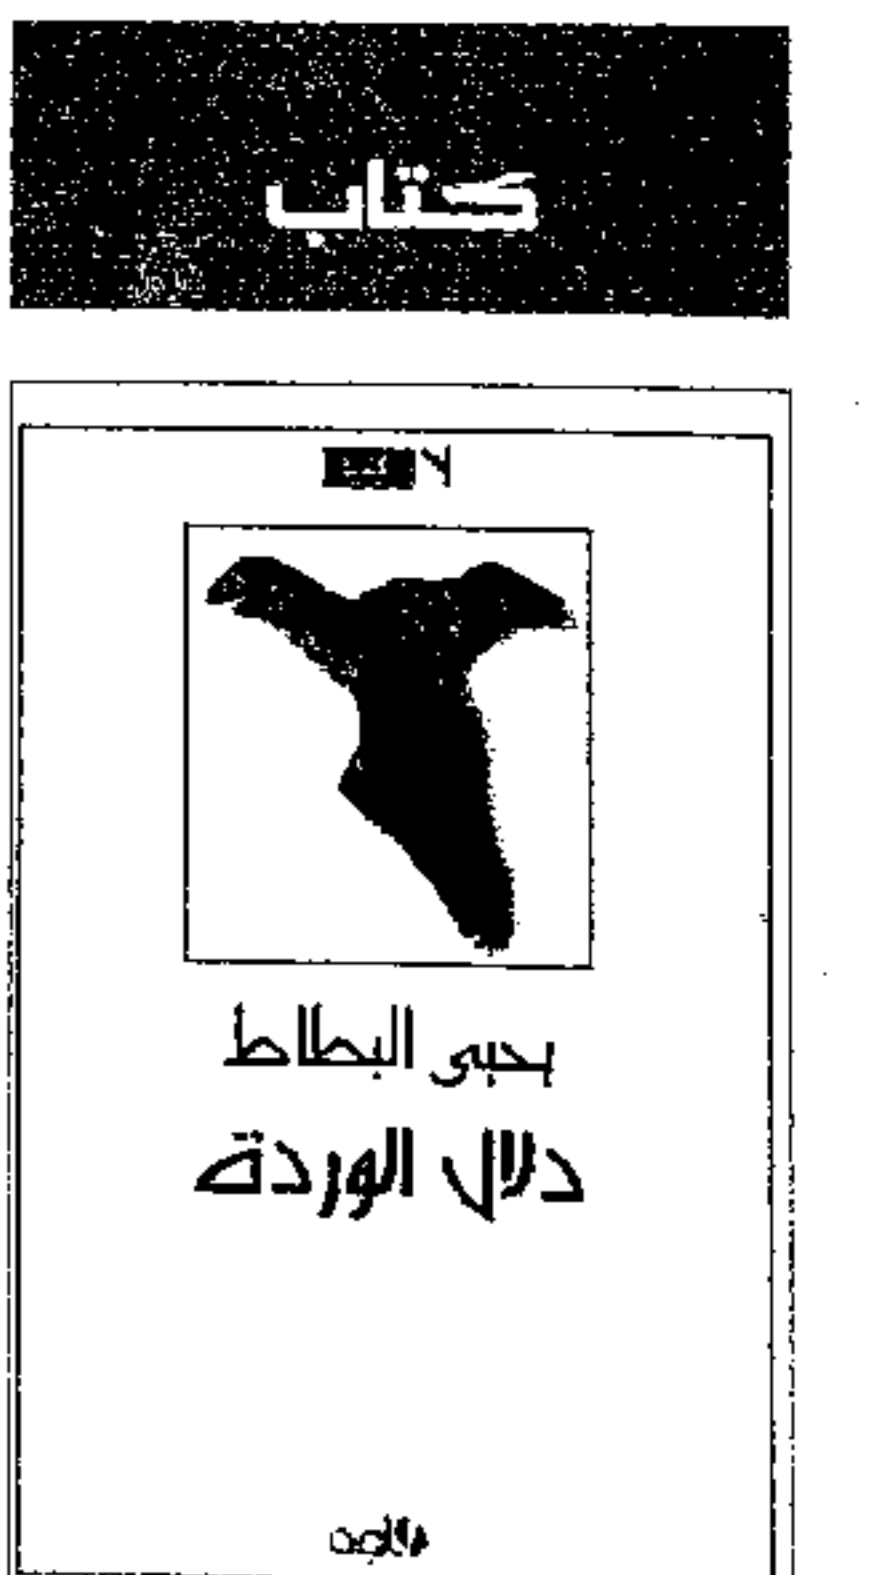 كتاب
يحيى البطاط
دلال الوردة